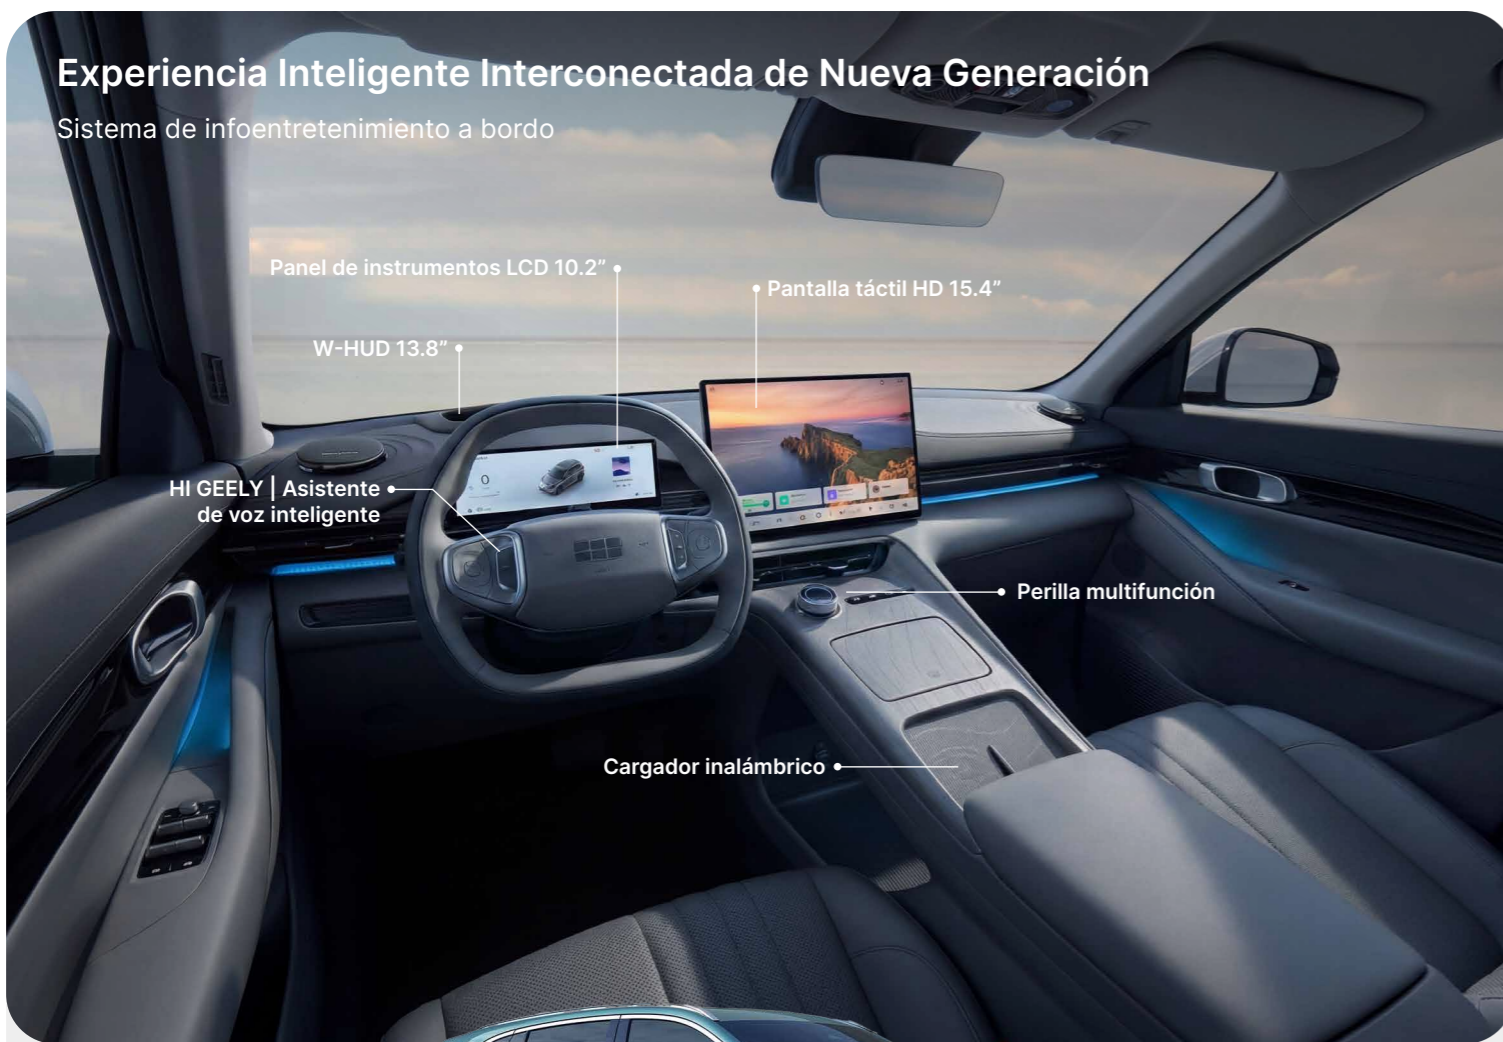 Experiencia Inteligente Interconectada de Nueva Generación
Sistema de infoentretenimiento a bordo
Panel de instrumentos LCD 10.2”
Pantalla táctil HD 15.4”
W-HUD 13.8”
HI GEELY | Asistente
de voz inteligente
0
Perilla multifunción
Cargador inalámbrico